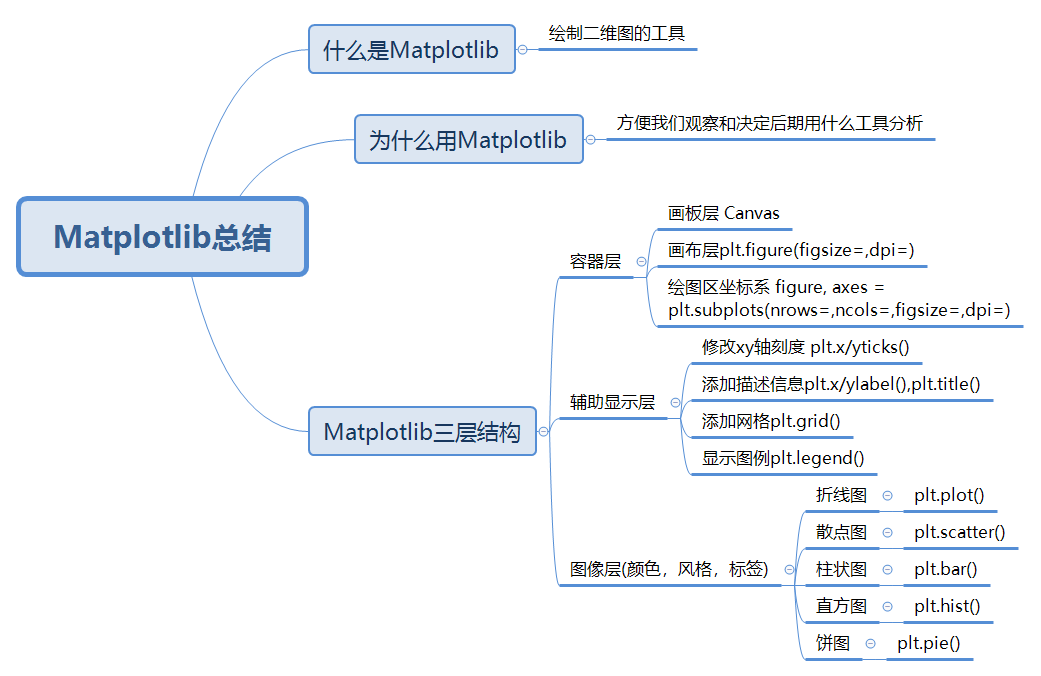 什么是Matplotlib
绘制二维图的工具
为什么用Matplotlib
方便我们观察和决定后期用什么工具分析
Matplotlib总结
Matplotlib三层结构
容器层
画板层 Canvas
画布层plt.figure(figsize=,dpi=)
绘图区坐标系 figure, axes =
plt.subplots(nrows=,ncols=,figsize=,dpi=)
辅助显示层
修改xy轴刻度 plt.x/yticks()
添加描述信息plt.x/ylabel(),plt.title()
添加网格plt.grid()
显示图例plt.legend()
图像层(颜色，风格，标签)
折线图
plt.plot()
散点图
plt.scatter()
柱状图
plt.bar()
直方图
plt.hist()
饼图
plt.pie()